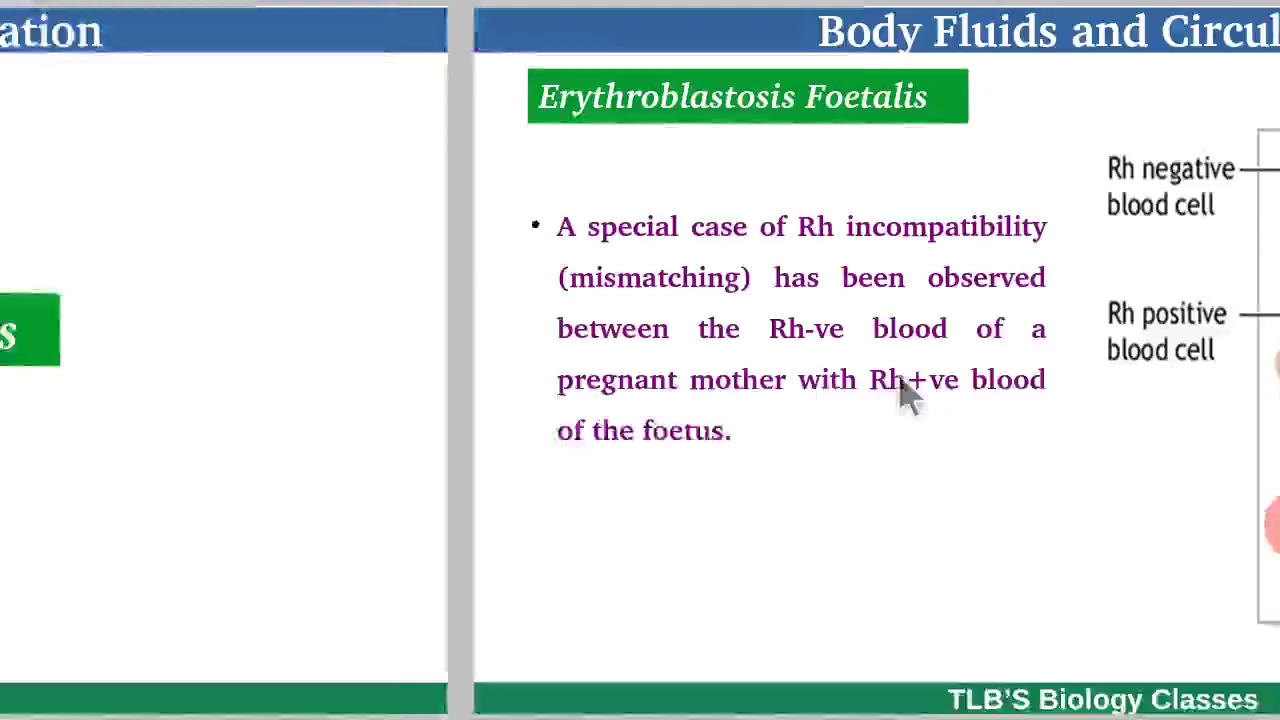 ation
s
Body Fluids and Circul
Erythroblastosis Foetalis
• A special case of Rh incompatibility
(mismatching) has been observed
between the Rh-ve blood of a
pregnant mother with Rh+ve blood
of the foetus.
Rh negative
blood cell
Rh positive
blood cell
TLB'S Biology Classes